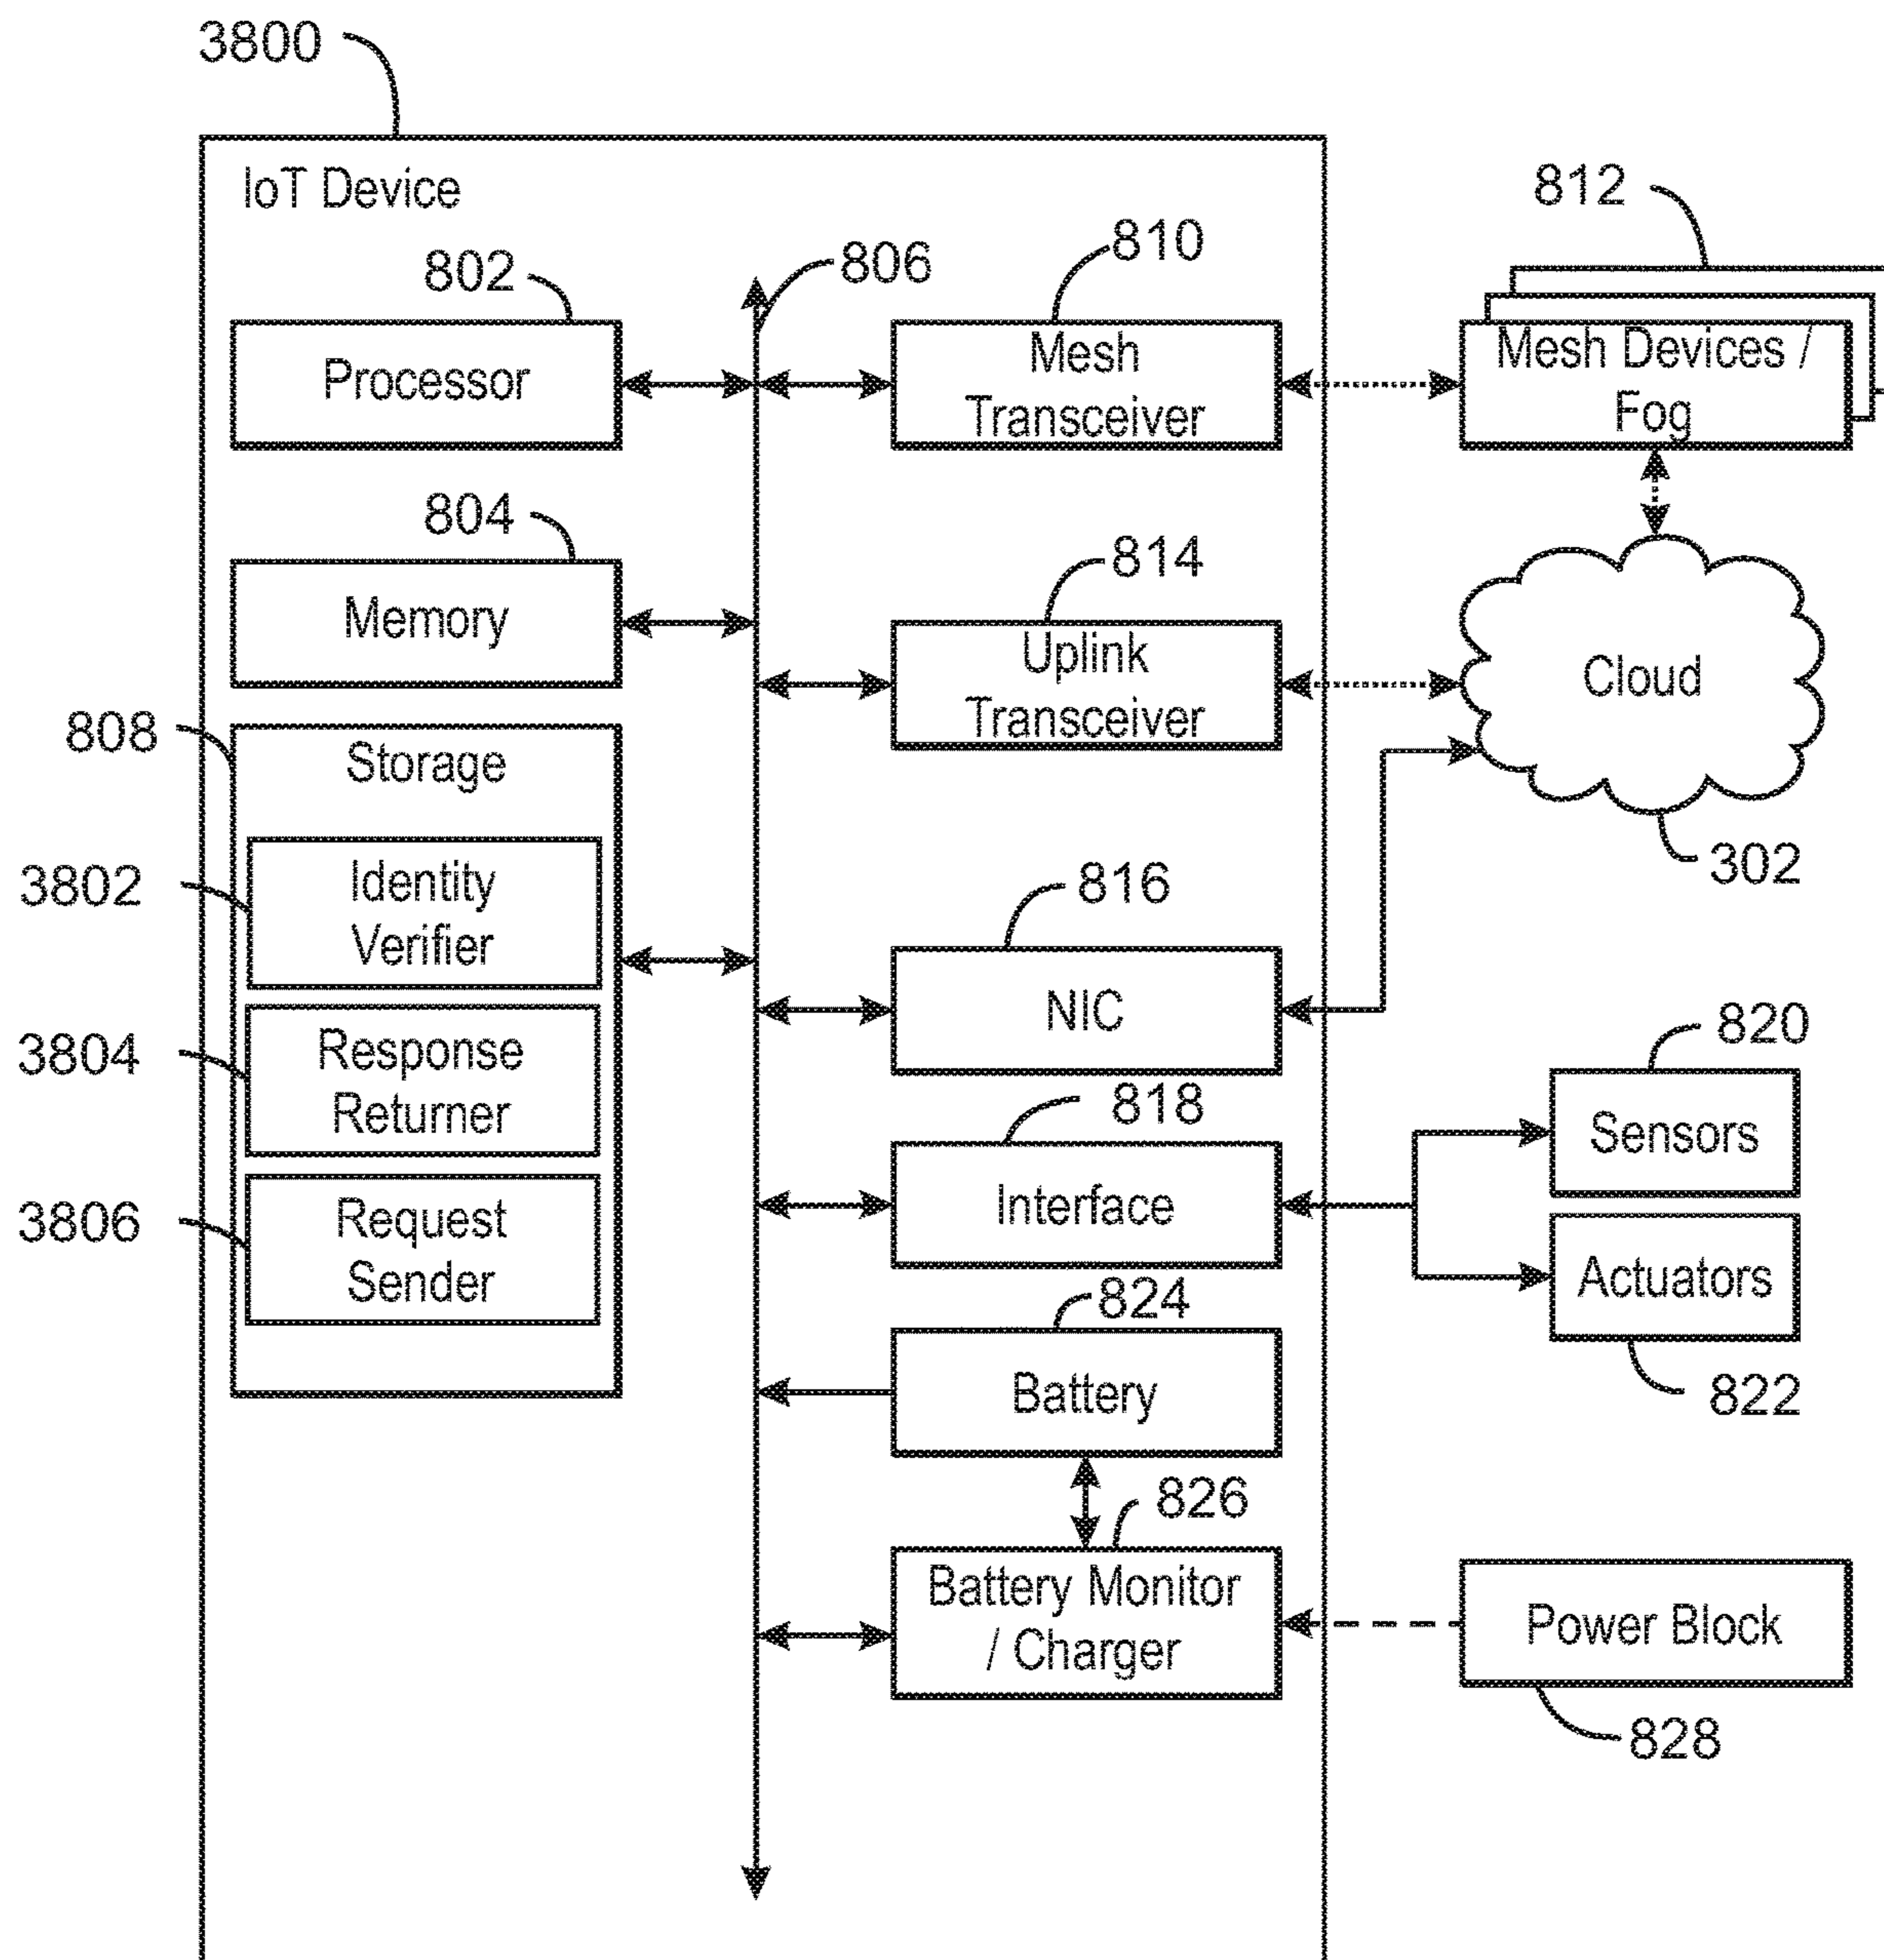 3800
IoT Device
812
810
806
802
Processor
Mesh
Transceiver
Mesh Devices /
Fog
804
Memory
814
Uplink
Transceiver
Cloud
302
808
Storage
3802
Identity
Verifier
3804
Response
Returner
3806
Request
Sender
816
NIC
818
Interface
820
Sensors
Actuators
822
824
Battery
826
Battery Monitor
/ Charger
Power Block
828